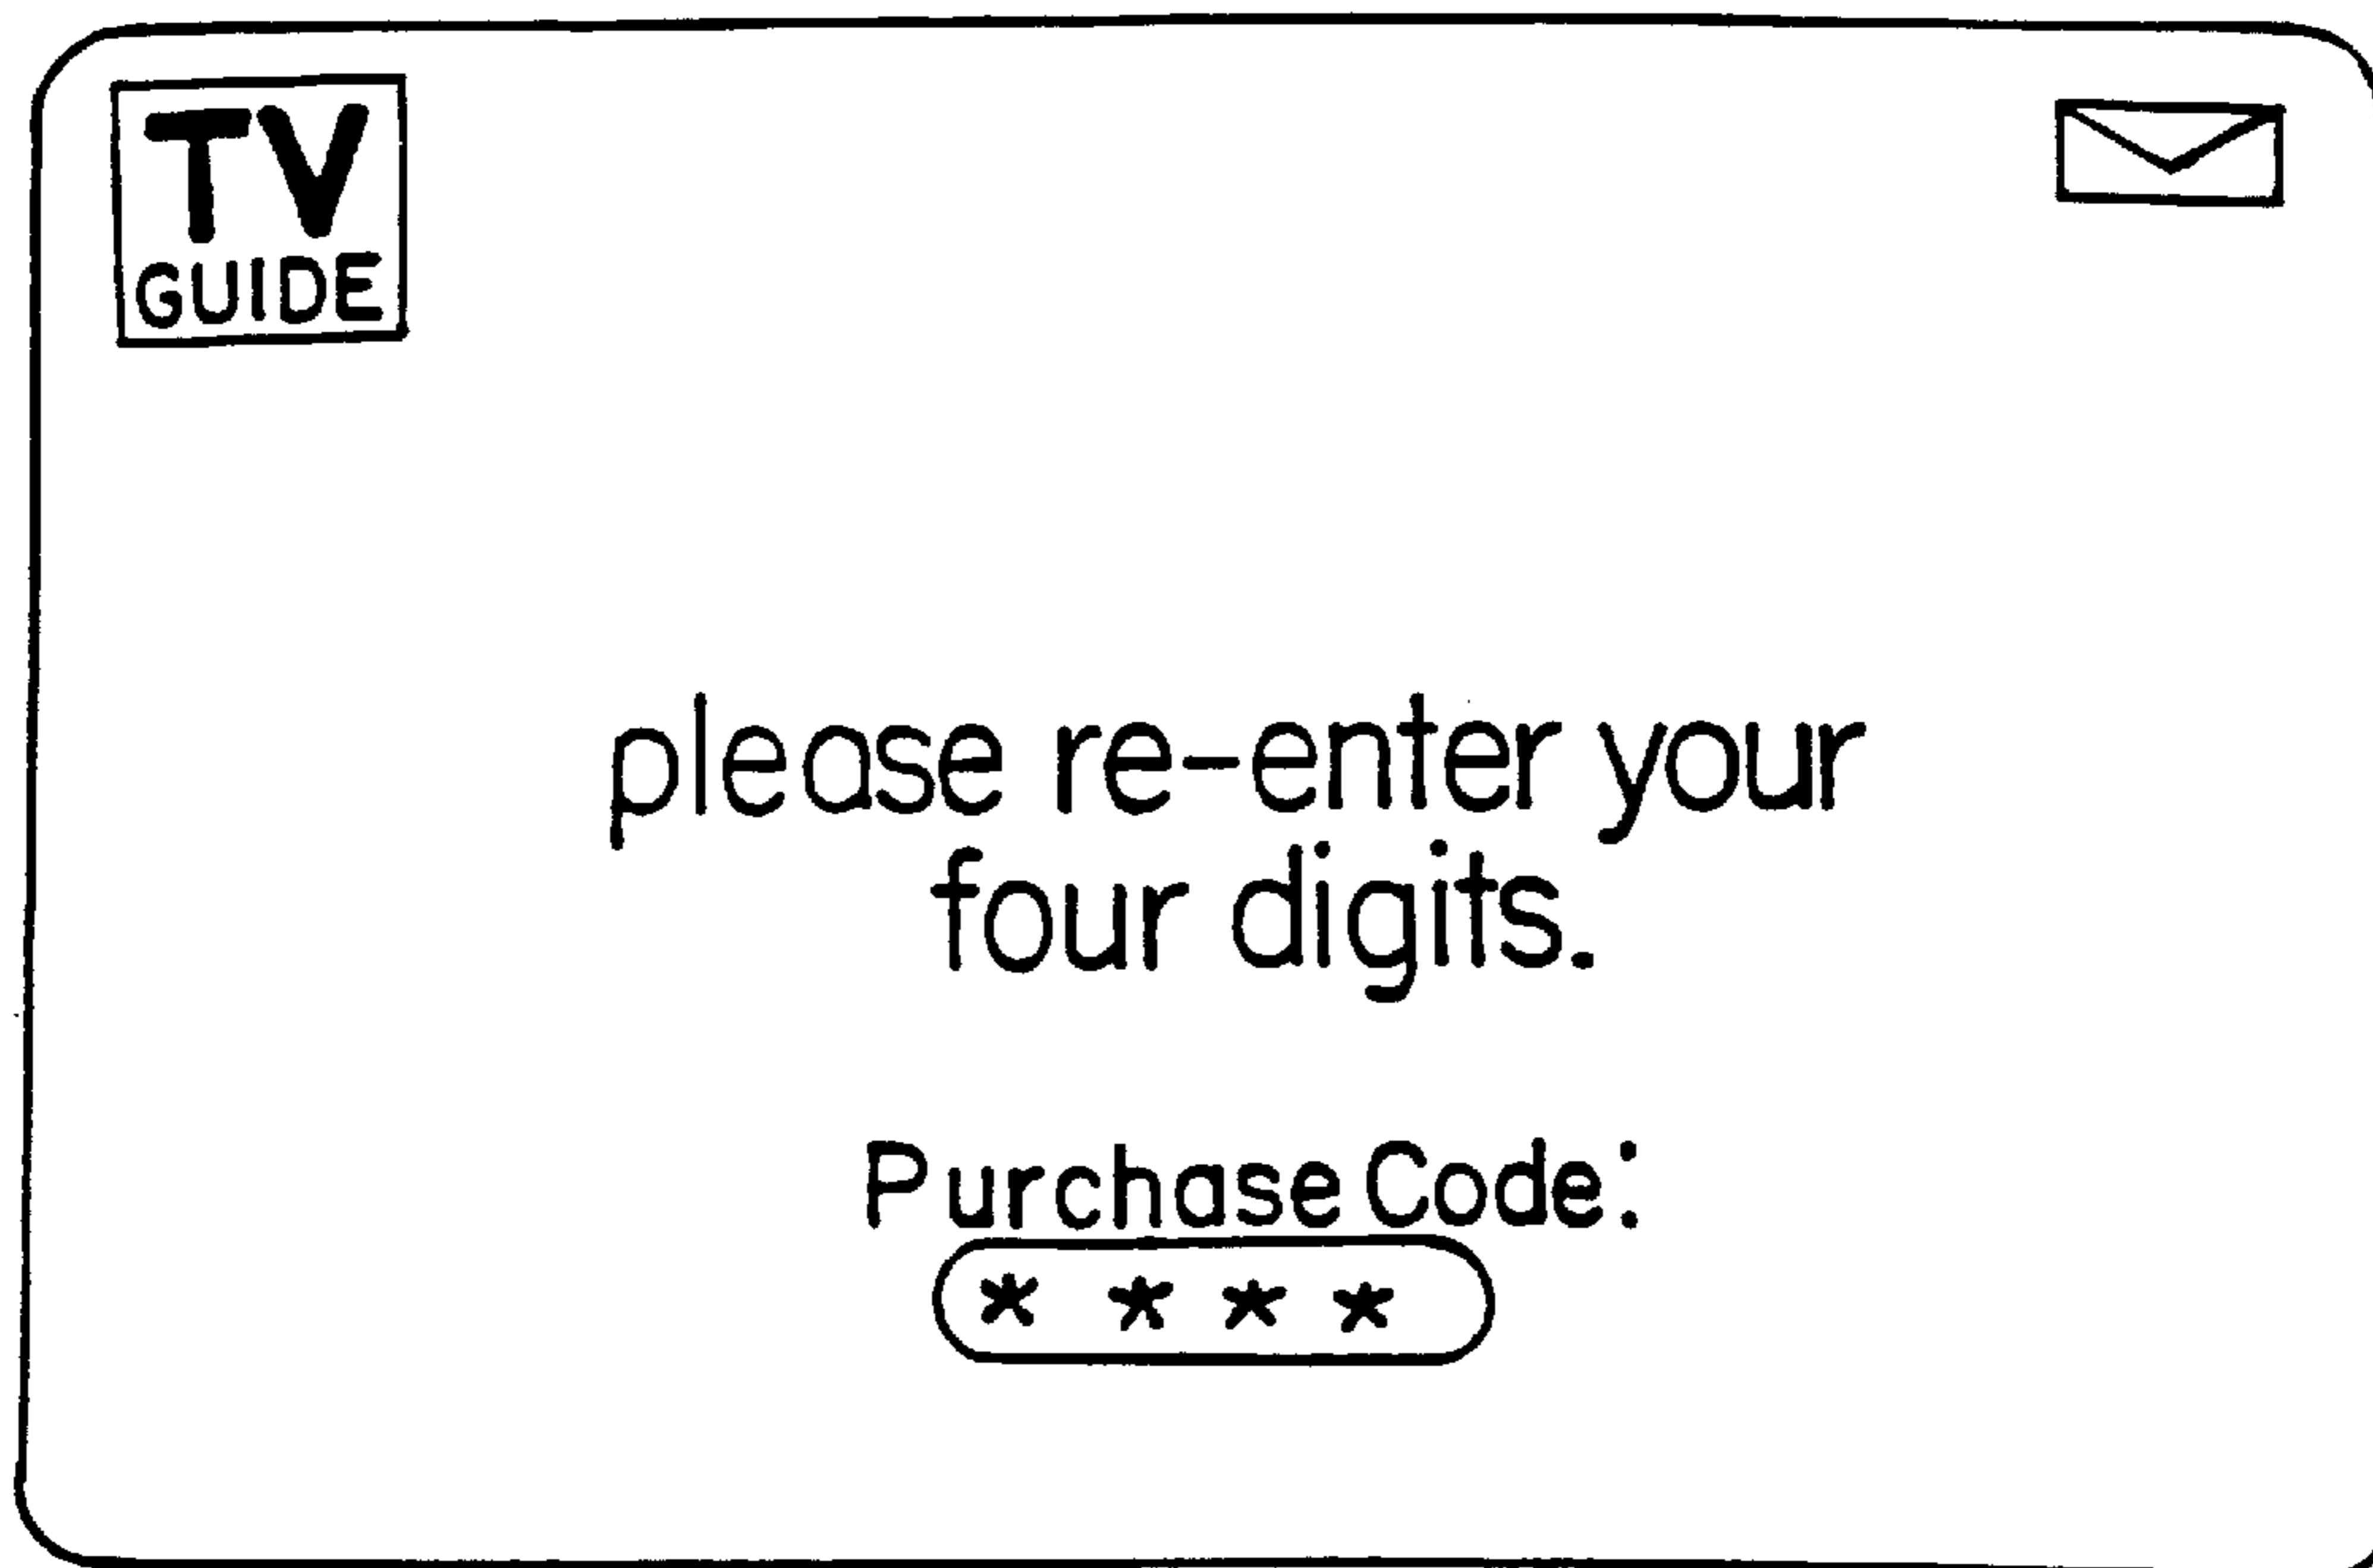 TV
GUIDE
please re-enter your
four digits.
Purchase Code:
* * * *